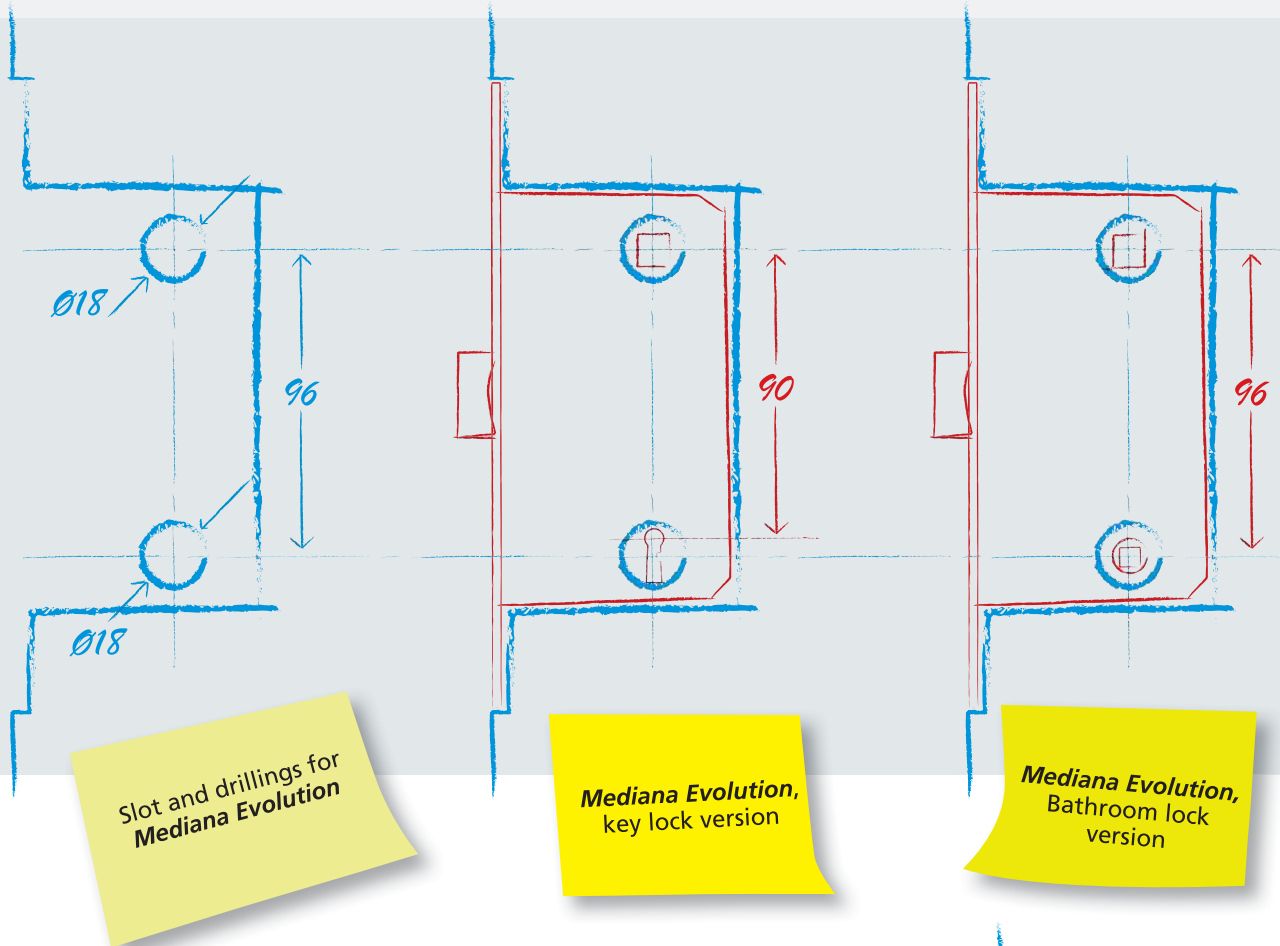 Ø18
96
Ø18
90
96
Slot and drillings for
Mediana Evolution
Mediana Evolution,
key lock version
Mediana Evolution,
Bathroom lock
version